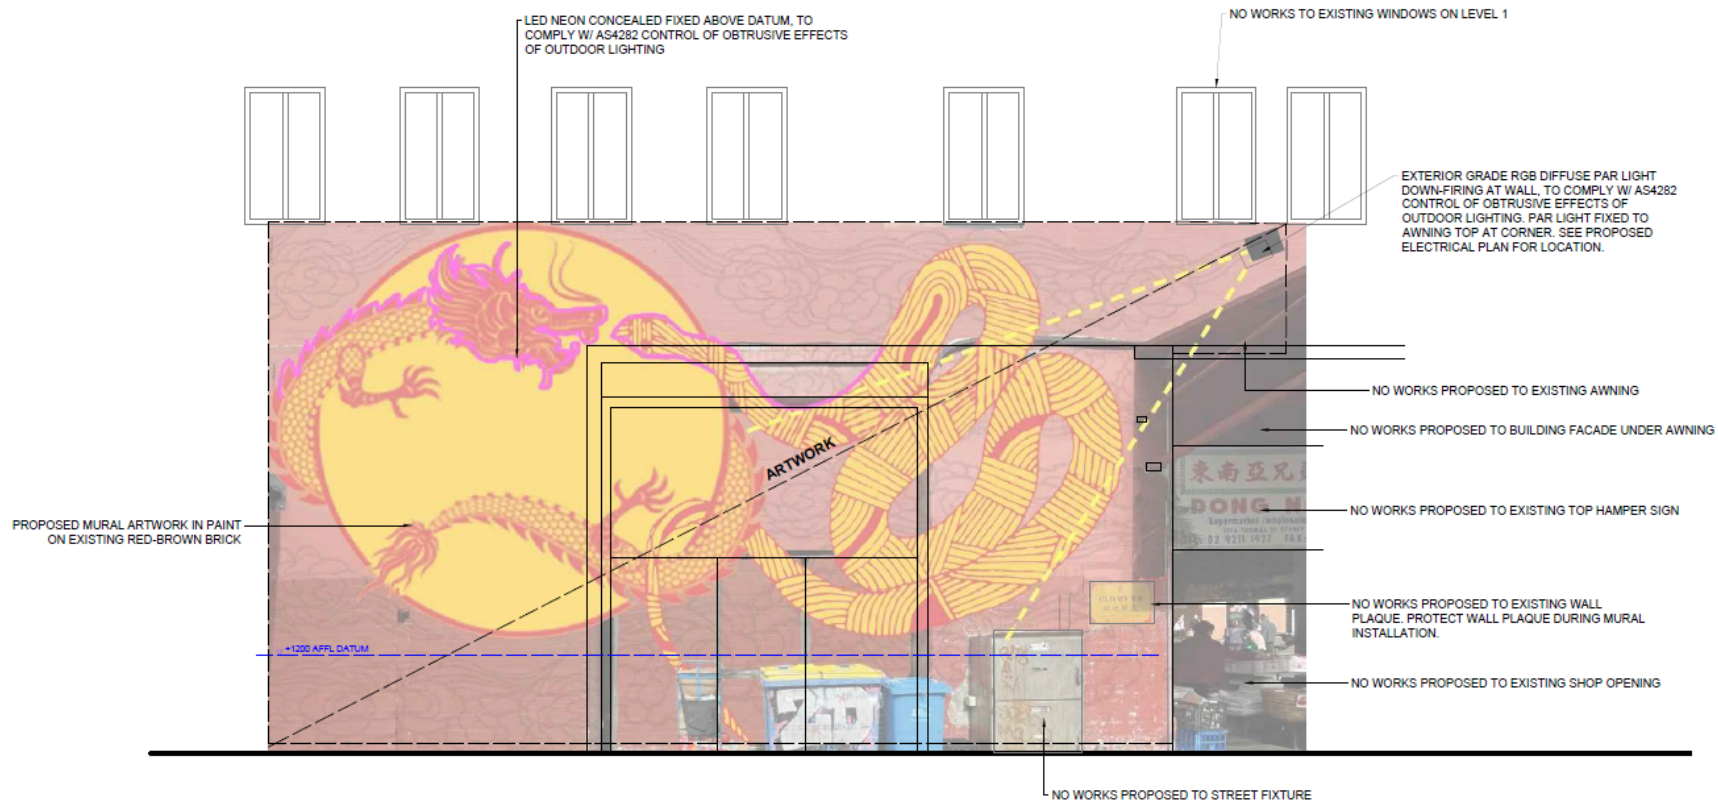 LED NEON CONCEALED FIXED ABOVE DATUM, TO
COMPLY W/ AS4282 CONTROL OF OBTRUSIVE EFFECTS
OF OUTDOOR LIGHTING
NO WORKS TO EXISTING WINDOWS ON LEVEL 1
EXTERIOR GRADE RGB DIFFUSE PAR LIGHT
DOWN-FIRING AT WALL, TO COMPLY W/ AS4282
CONTROL OF OBTRUSIVE EFFECTS OF
OUTDOOR LIGHTING. PAR LIGHT FIXED TO
AWNING TOP AT CORNER. SEE PROPOSED
ELECTRICAL PLAN FOR LOCATION.
NO WORKS PROPOSED TO EXISTING AWNING
NO WORKS PROPOSED TO BUILDING FACADE UNDER AWNING
ARTWORK
東南亞兄
DONG N
Supermarket
02 9211 1927 FAX
NO WORKS PROPOSED TO EXISTING TOP HAMPER SIGN
PROPOSED MURAL ARTWORK IN PAINT
ON EXISTING RED-BROWN BRICK
NO WORKS PROPOSED TO EXISTING WALL
PLAQUE. PROTECT WALL PLAQUE DURING MURAL
INSTALLATION.
+1200 AFFL DATUM
NO WORKS PROPOSED TO EXISTING SHOP OPENING
NO WORKS PROPOSED TO STREET FIXTURE